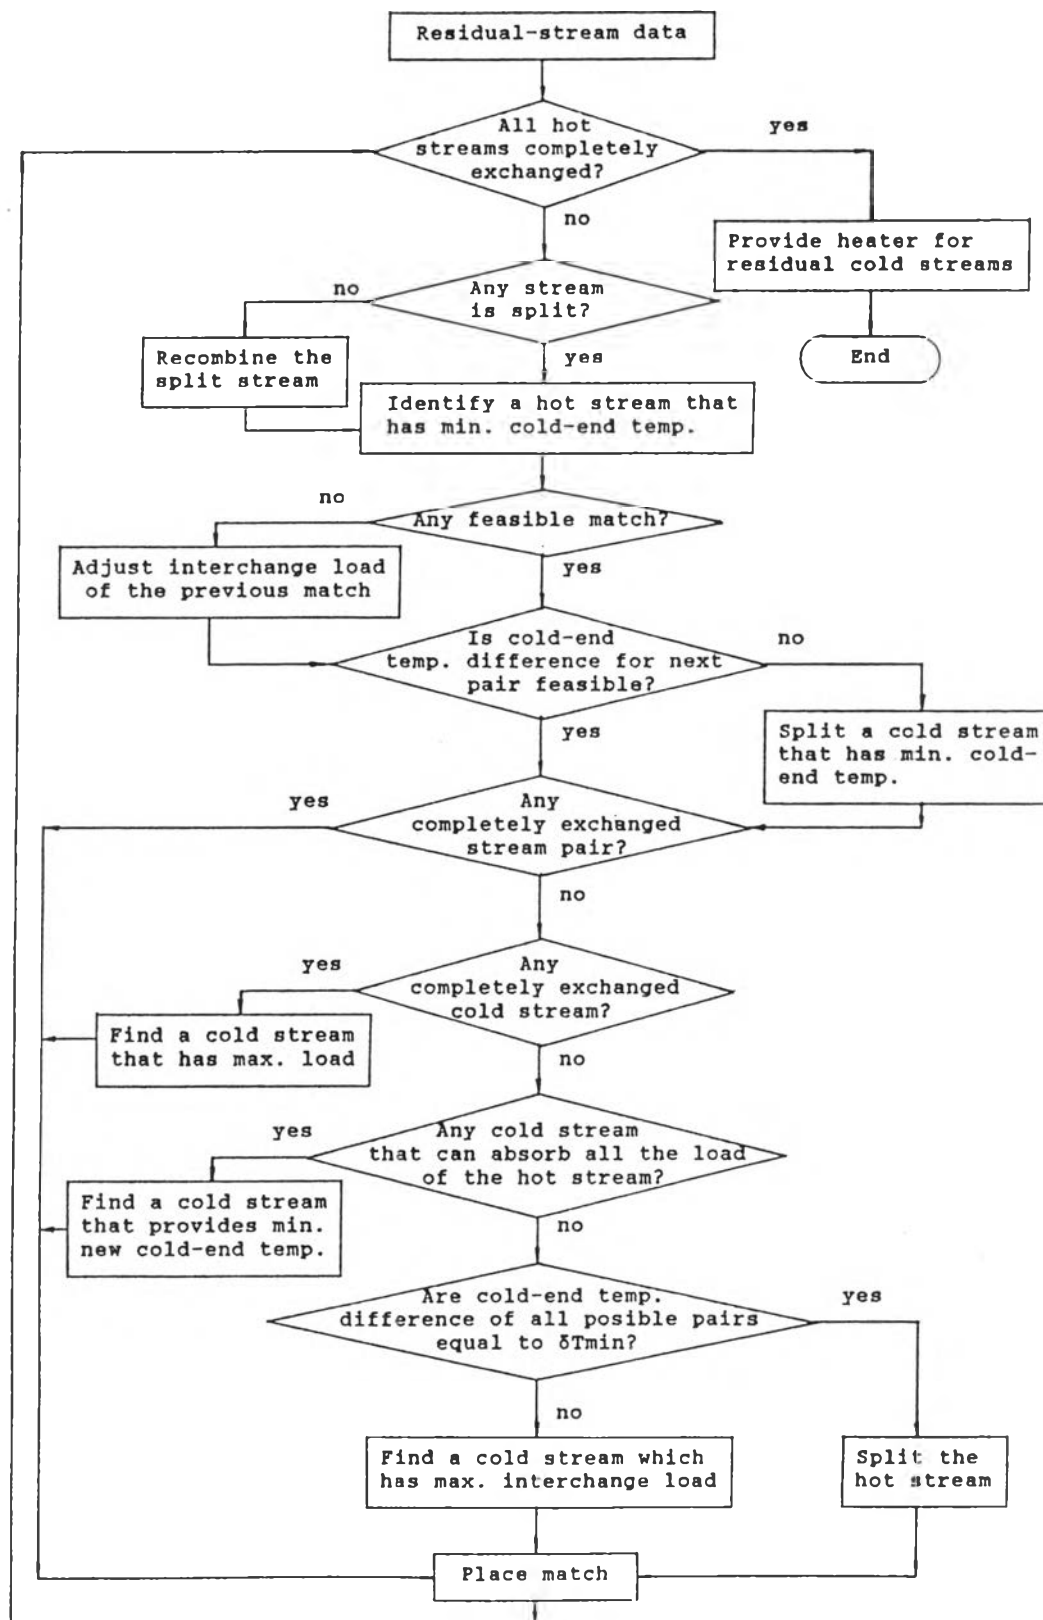 Residual-stream data
All hot
streams completely
exchanged?
yes
no
Provide heater for
residual cold streams
End
Any stream
is split?
no
yes
Recombine the
split stream
Identify a hot stream that
has min. cold-end temp.
no
Any feasible match?
yes
Adjust interchange load
of the previous match
Is cold-end
temp. difference for next
pair feasible?
no
yes
Split a cold stream
that has min. cold-
end temp.
yes
Any
completely exchanged
stream pair?
no
yes
Any
completely exchanged
cold stream?
Find a cold stream
that has max. load
no
yes
Any cold stream
that can absorb all the load
of the hot stream?
Find a cold stream
that provides min.
new cold-end temp.
no
Are cold-end temp.
difference of all posible pairs
equal to δTmin?
yes
no
Find a cold stream which
has max. interchange load
Split the
hot stream
Place match